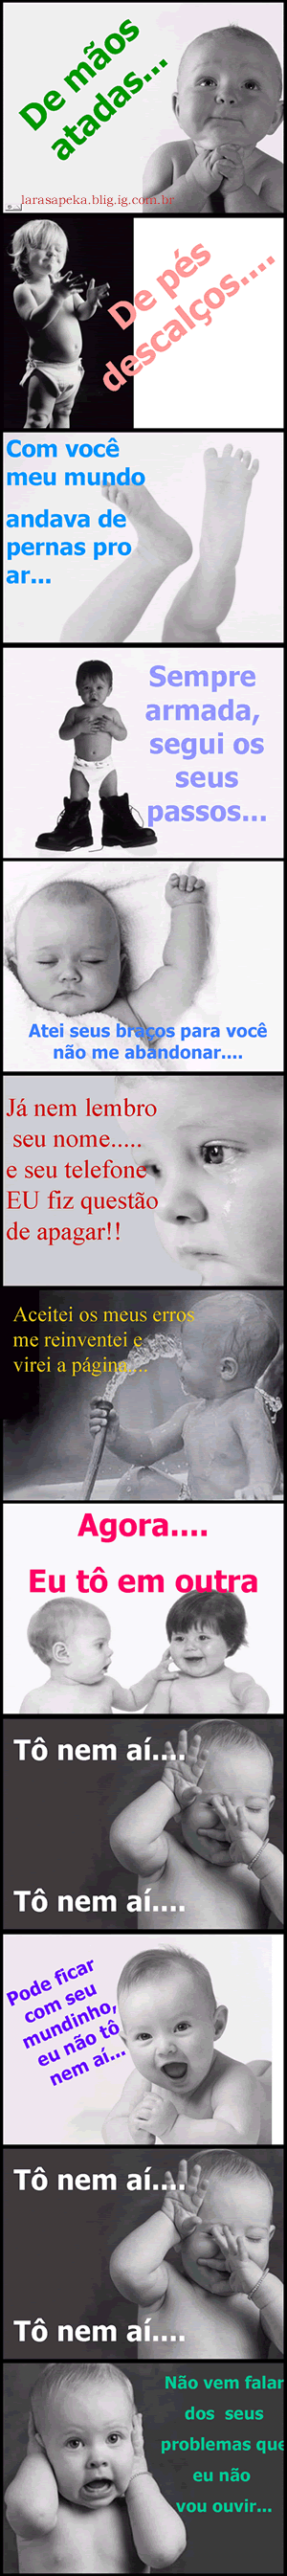 De mãos
atadas...
larasapeka.blig.ig.com.br
De pés
descalços....
Com você
meu mundo
andava de
pernas pro
ar...
Sempre
armada,
segui os
seus
passos...
Atei seus braços para você
não me abandonar....
Já nem lembro
seu nome.....
e seu telefone
EU fiz questão
de apagar!!
Aceitei os meus erros
me reinventei e
virei a página....
Agora....
Eu tô em outra
Tô nem aí....
Tô nem aí....
Pode ficar
com seu
mundinho,
eu não tô
nem aí...
Tô nem aí....
Tô nem aí....
Não vem falar
dos seus
problemas que
eu não
vou ouvir...